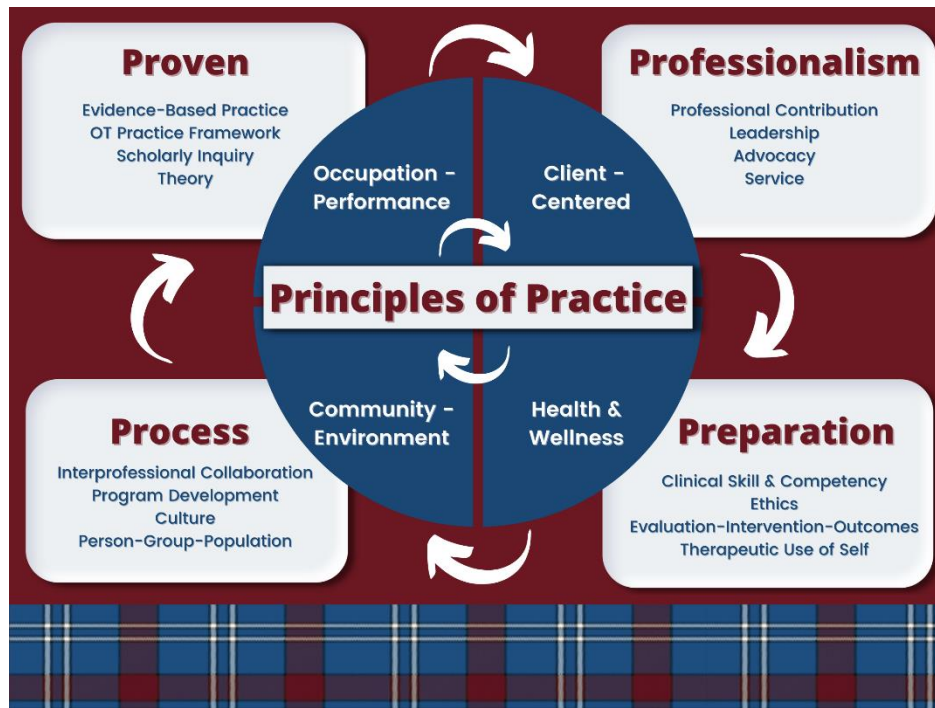 Proven
Evidence-Based Practice
OT Practice Framework
Scholarly Inquiry
Theory
Professionalism
Professional Contribution
Leadership
Advocacy
Service
Occupation -
Performance
Client -
Centered
Principles of Practice
Community -
Environment
Health &
Wellness
Process
Interprofessional Collaboration
Program Development
Culture
Person-Group-Population
Preparation
Clinical Skill & Competency
Ethics
Evaluation-Intervention-Outcomes
Therapeutic Use of Self